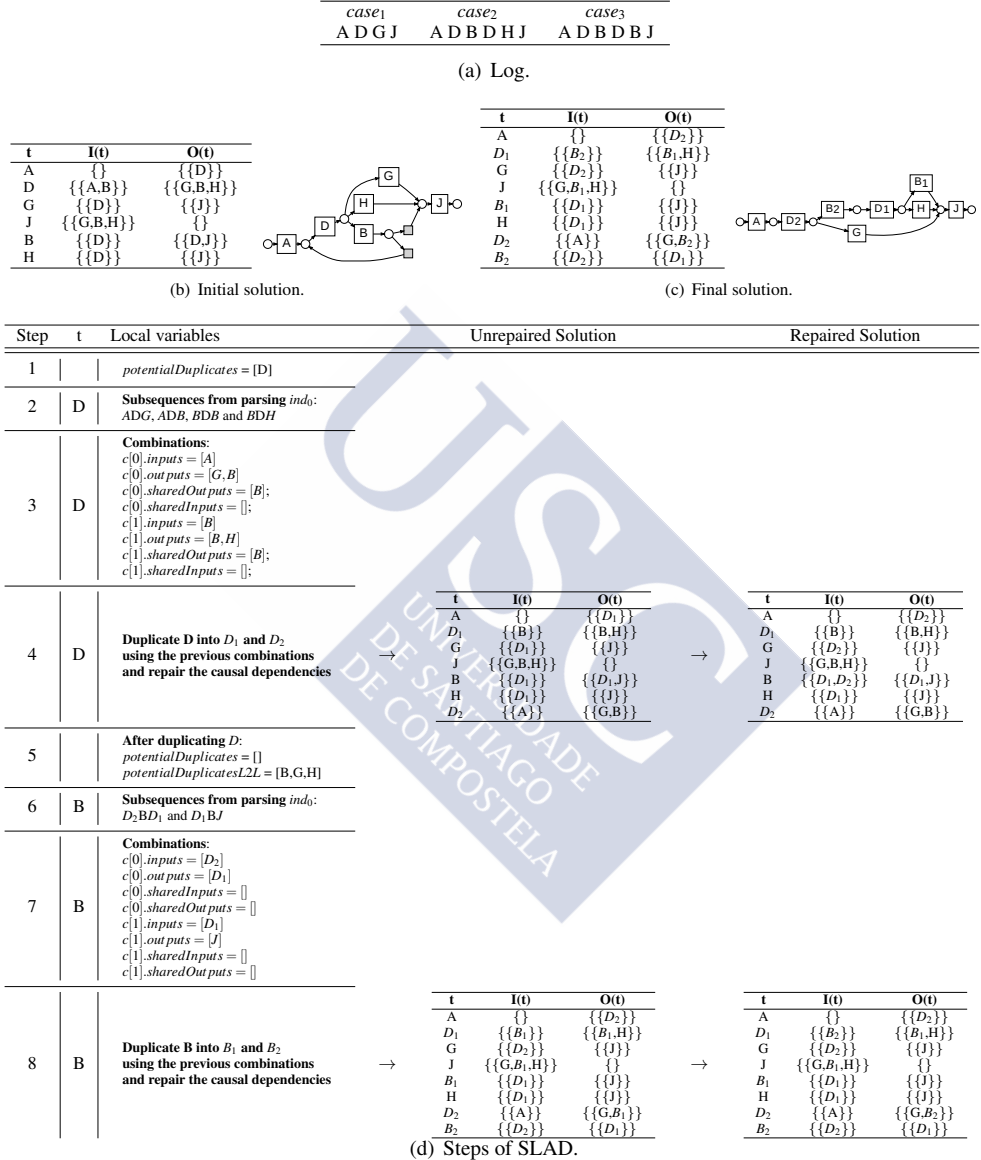 case1 case2 case3
A D G J A D B D H J A D B D B J
(a) Log.
t I(t) O(t)
A {} {{D}}
D {{A,B}} {{G,B,H}}
G {{D}} {{J}}
J {{G,B,H}} {}
B {{D}} {{D,J}}
H {{D}} {{J}}
A D G H B J
(b) Initial solution.
t I(t) O(t)
A {} {{D2}}
D1 {{B2}} {{B1,H}}
G {{D2}} {{J}}
J {{G,B1,H}} {}
B1 {{D1}} {{J}}
H {{D1}} {{J}}
D2 {{A}} {{G,B2}}
B2 {{D2}} {{D1}}
A D2 B2 D1 B1 H J G
(c) Final solution.
Step t Local variables Unrepaired Solution Repaired Solution
1 potentialDuplicates = [D]
2 D Subsequences from parsing ind0:
ADG, ADB, BDB and BDH
3 D Combinations:
c[0].inputs = [A]
c[0].outputs = [G,B]
c[0].sharedOutputs = [B];
c[0].sharedInputs = [];
c[1].inputs = [B]
c[1].outputs = [B,H]
c[1].sharedOutputs = [B];
c[1].sharedInputs = [];
4 D Duplicate D into D1 and D2
using the previous combinations
and repair the causal dependencies
→
t I(t) O(t)
A {} {{D1}}
D1 {{B}} {{B,H}}
G {{D1}} {{J}}
J {{G,B,H}} {}
B {{D1}} {{D1,J}}
H {{D1}} {{J}}
D2 {{A}} {{G,B}}
→
t I(t) O(t)
A {} {{D2}}
D1 {{B}} {{B,H}}
G {{D2}} {{J}}
J {{G,B,H}} {}
B {{D1,D2}} {{D1,J}}
H {{D1}} {{J}}
D2 {{A}} {{G,B}}
5 After duplicating D:
potentialDuplicates = []
potentialDuplicatesL2L = [B,G,H]
6 B Subsequences from parsing ind0:
D2BD1 and D1BJ
7 B Combinations:
c[0].inputs = [D2]
c[0].outputs = [D1]
c[0].sharedInputs = []
c[0].sharedOutputs = []
c[1].inputs = [D1]
c[1].outputs = [J]
c[1].sharedInputs = []
c[1].sharedOutputs = []
8 B Duplicate B into B1 and B2
using the previous combinations
and repair the causal dependencies
→
t I(t) O(t)
A {} {{D2}}
D1 {{B1}} {{B1,H}}
G {{D2}} {{J}}
J {{G,B1,H}} {}
B1 {{D1}} {{J}}
H {{D1}} {{J}}
D2 {{A}} {{G,B1}}
B2 {{D2}} {{D1}}
→
t I(t) O(t)
A {} {{D2}}
D1 {{B2}} {{B1,H}}
G {{D2}} {{J}}
J {{G,B1,H}} {}
B1 {{D1}} {{J}}
H {{D1}} {{J}}
D2 {{A}} {{G,B2}}
B2 {{D2}} {{D1}}
(d) Steps of SLAD.
USC
UNIVERSIDADE
DE SANTIAGO
DE COMPOSTELA